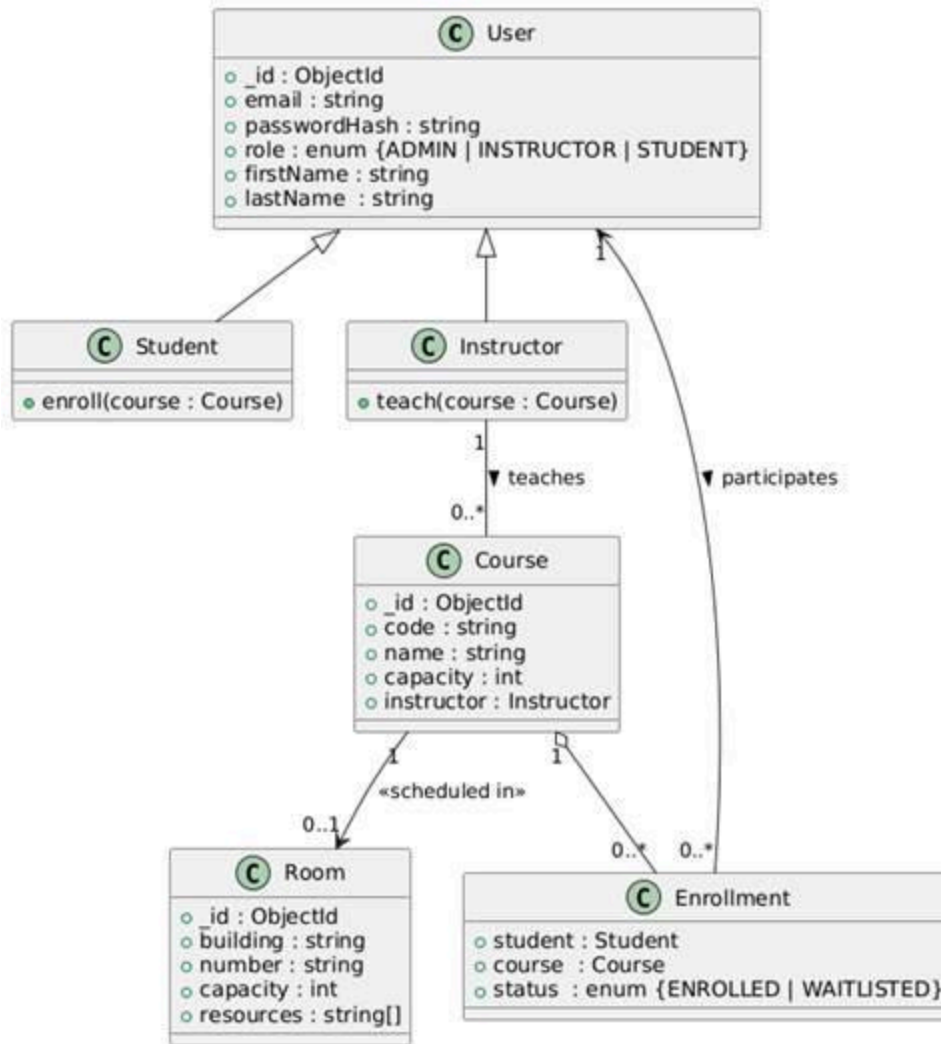 C User
_id : ObjectId
email : string
passwordHash : string
role : enum {ADMIN | INSTRUCTOR | STUDENT}
firstName : string
lastName : string
1
C Student
enroll(course : Course)
C Instructor
teach(course : Course)
1
teaches
participates
0..*
C Course
_id : ObjectId
code : string
name : string
capacity : int
instructor : Instructor
1
1
«scheduled in»
0..1
0..*
0..*
C Room
_id : ObjectId
building : string
number : string
capacity : int
resources : string[]
C Enrollment
student : Student
course : Course
status : enum {ENROLLED | WAITLISTED}